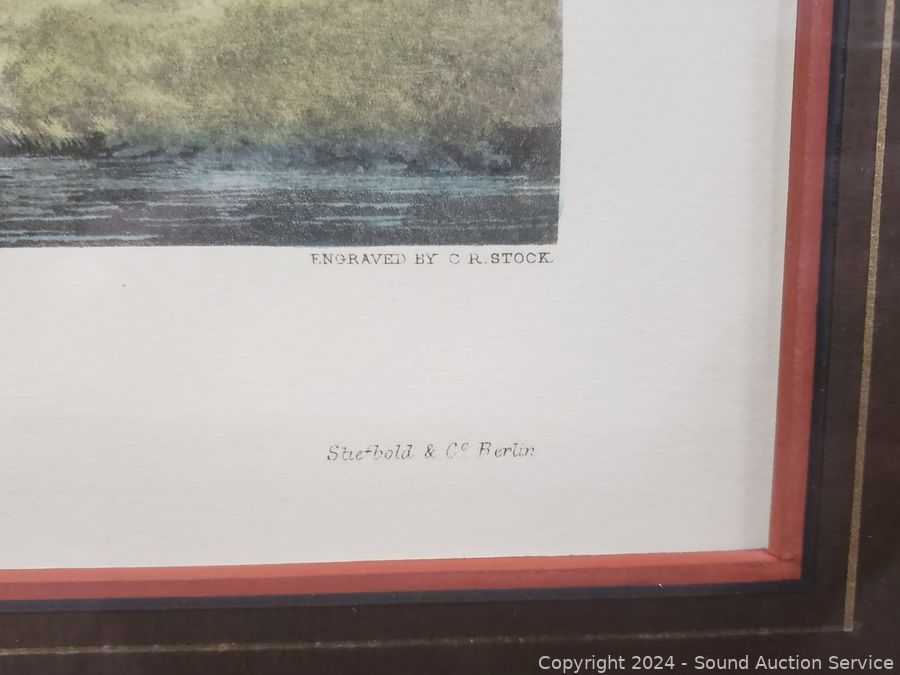 ENGRAVED BY C. R. STOCK.
Stiefbold & Cº Berlin
Copyright 2024 - Sound Auction Service